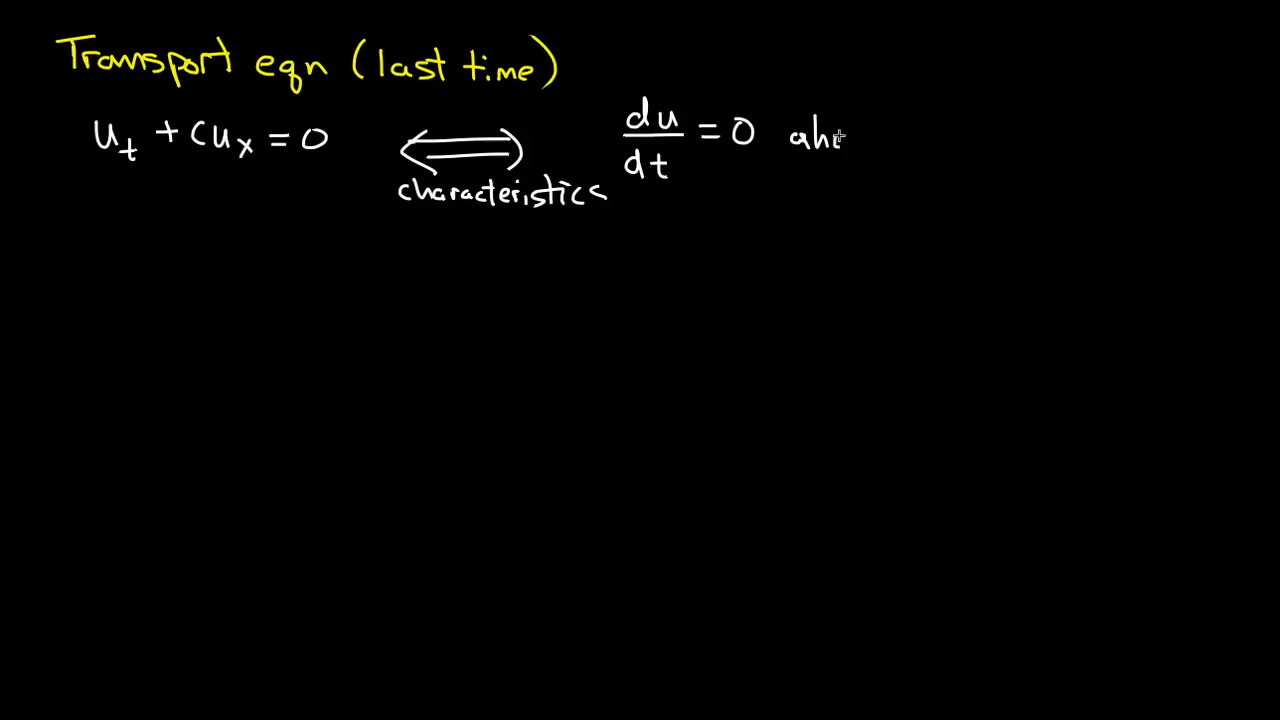 Transport eqn (last time)
u_t + cu_x = 0 ⟺ du/dt = 0
characteristics